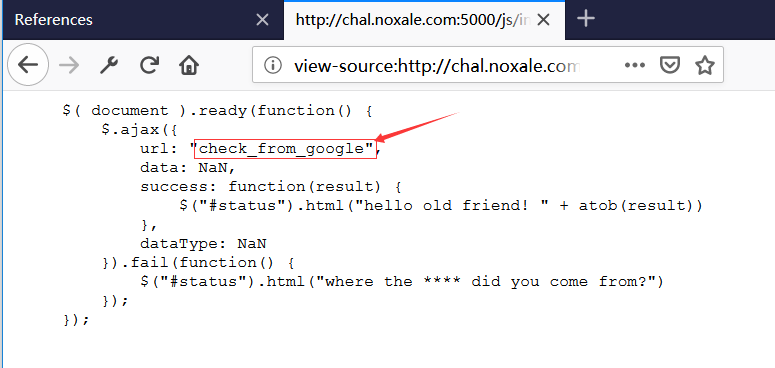 References
http://chal.noxale.com:5000/js/in
view-source:http://chal.noxale.com
$( document ).ready(function() {
$.ajax({
url: "check_from_google",
data: NaN,
success: function(result) {
$("#status").html("hello old friend! " + atob(result))
},
dataType: NaN
}).fail(function() {
$("#status").html("where the **** did you come from?")
});
});